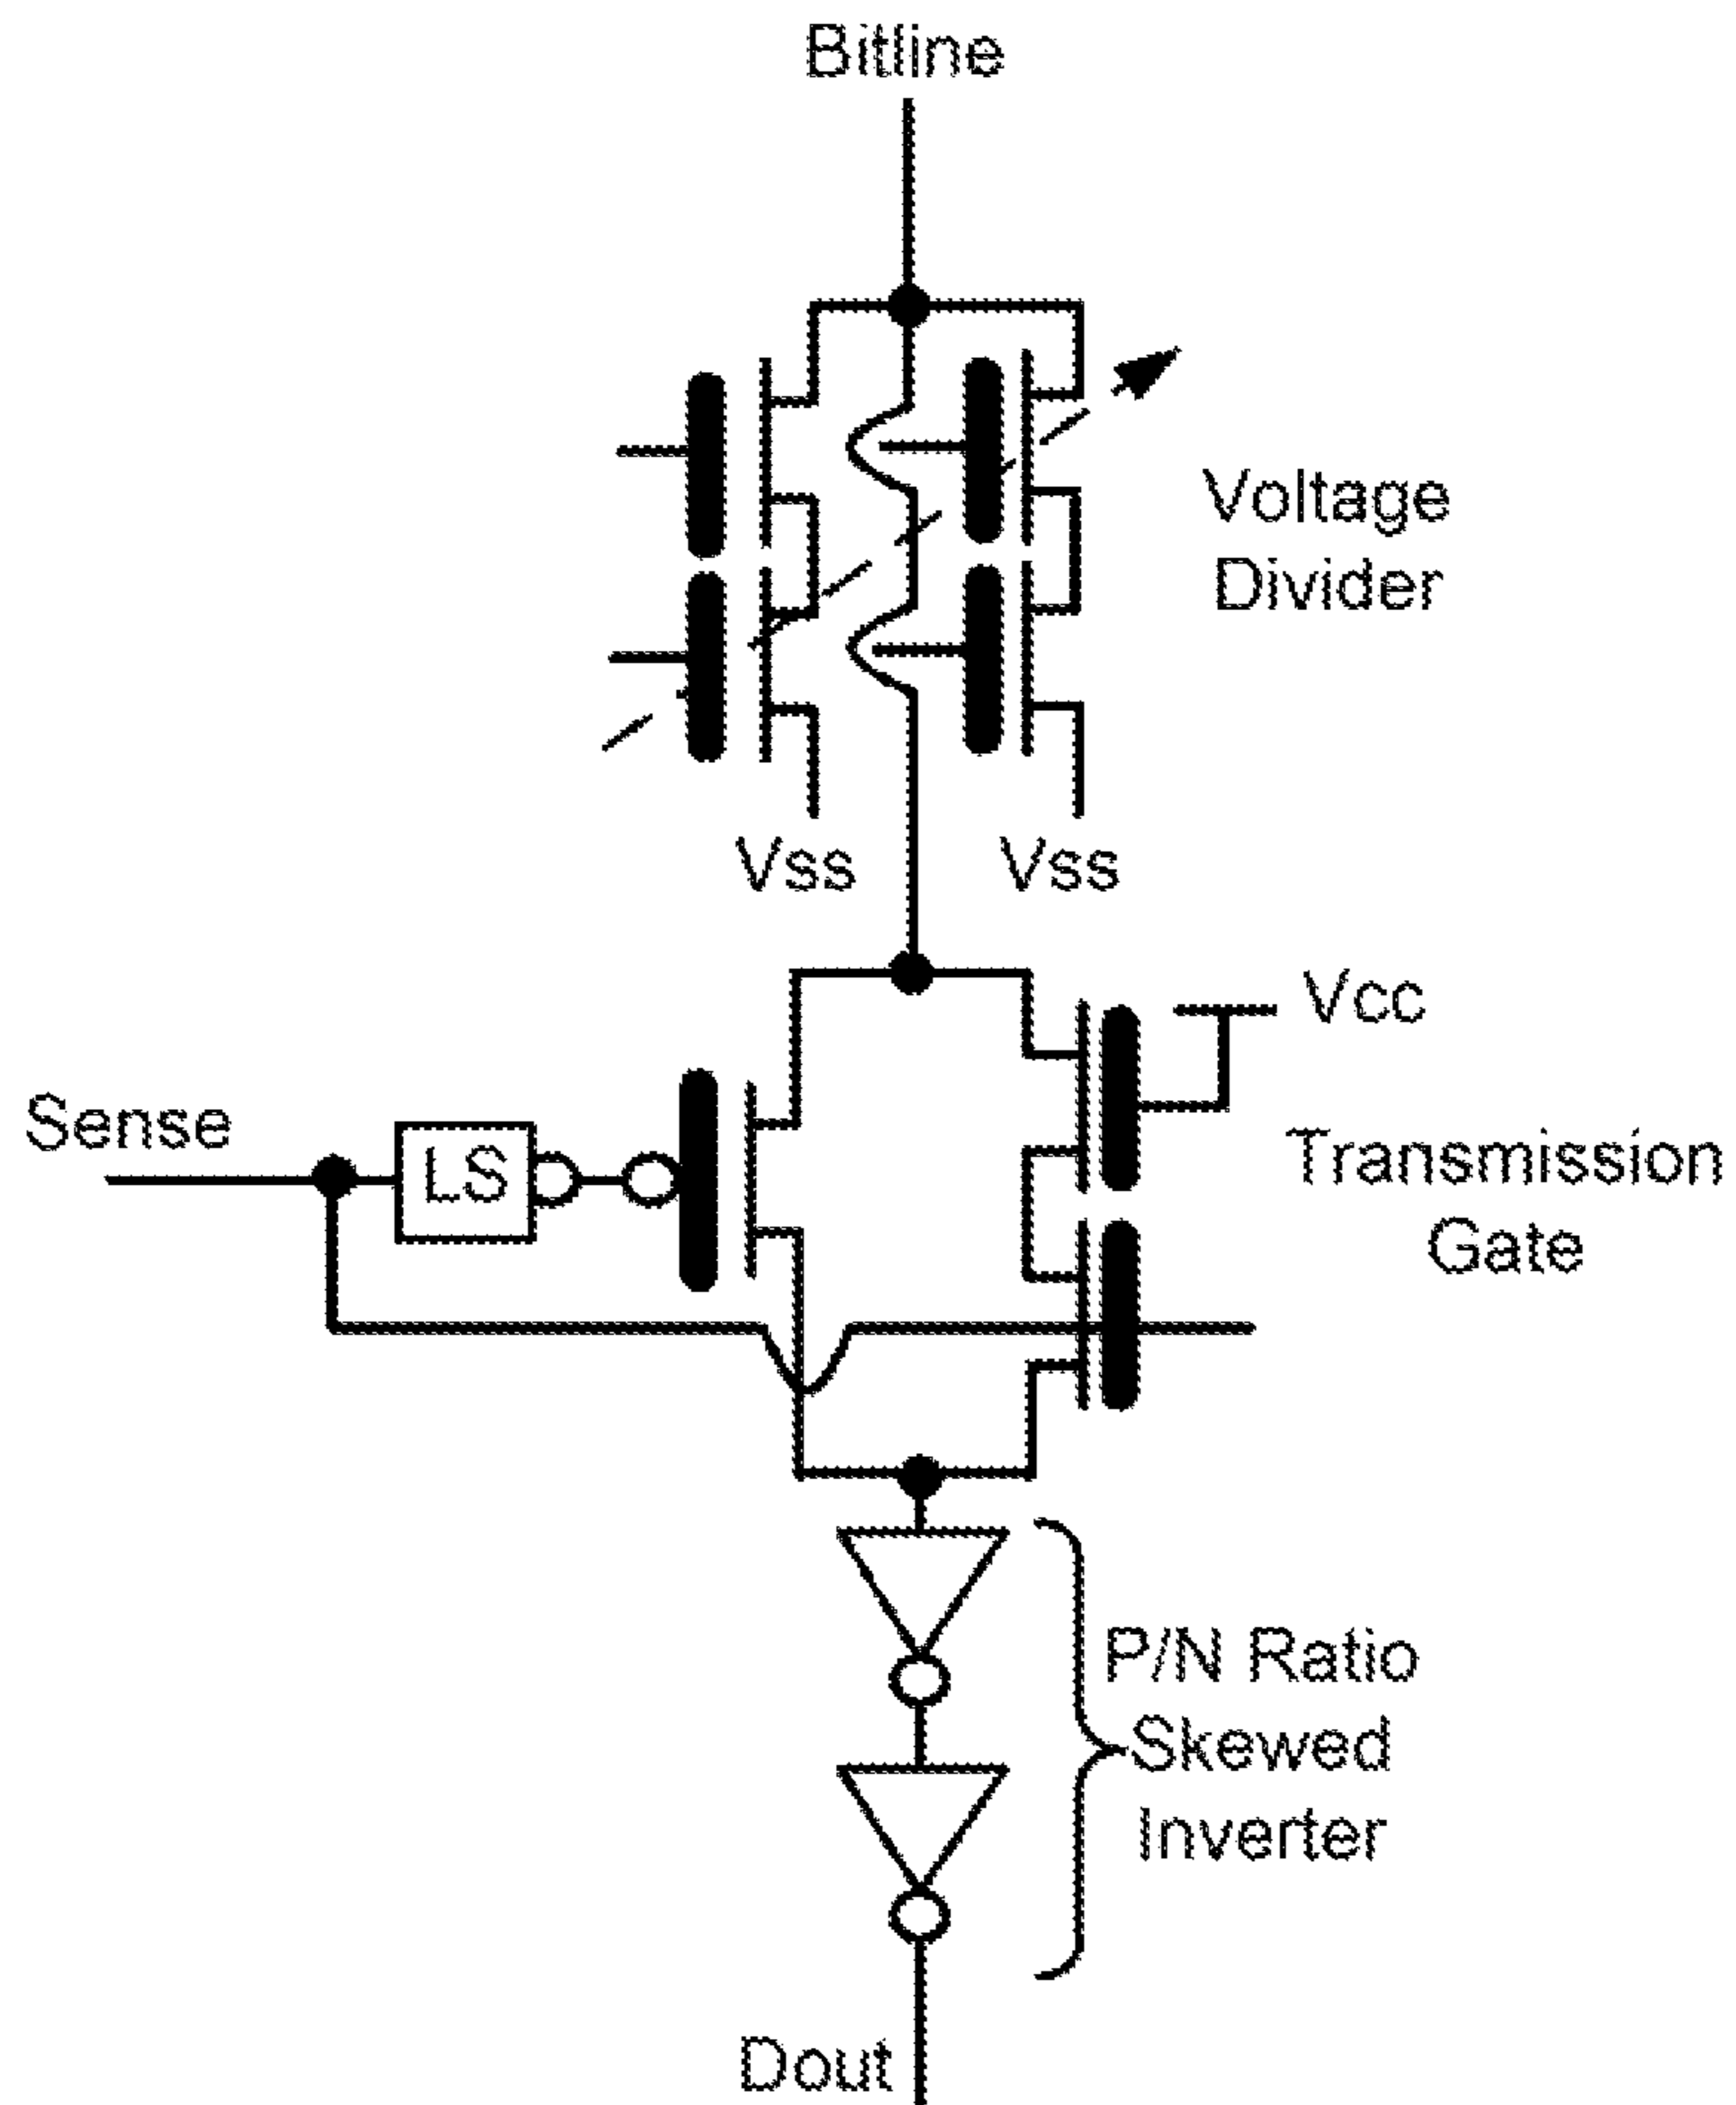 Bitline
Voltage
Divider
Vss
Vss
Vcc
Sense
LS
Transmission
Gate
P/N Ratio
Skewed
Inverter
Dout